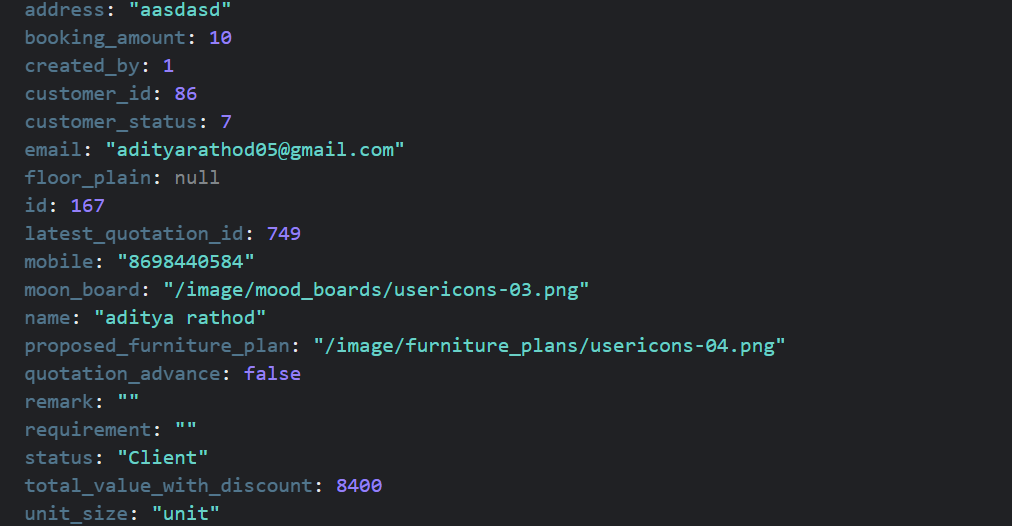 address: "aasdasd"
booking_amount: 10
created_by: 1
customer_id: 86
customer_status: 7
email: "adityarathod05@gmail.com"
floor_plain: null
id: 167
latest_quotation_id: 749
mobile: "8698440584"
moon_board: "/image/mood_boards/usericons-03.png"
name: "aditya rathod"
proposed_furniture_plan: "/image/furniture_plans/usericons-04.png"
quotation_advance: false
remark: ""
requirement: ""
status: "Client"
total_value_with_discount: 8400
unit_size: "unit"